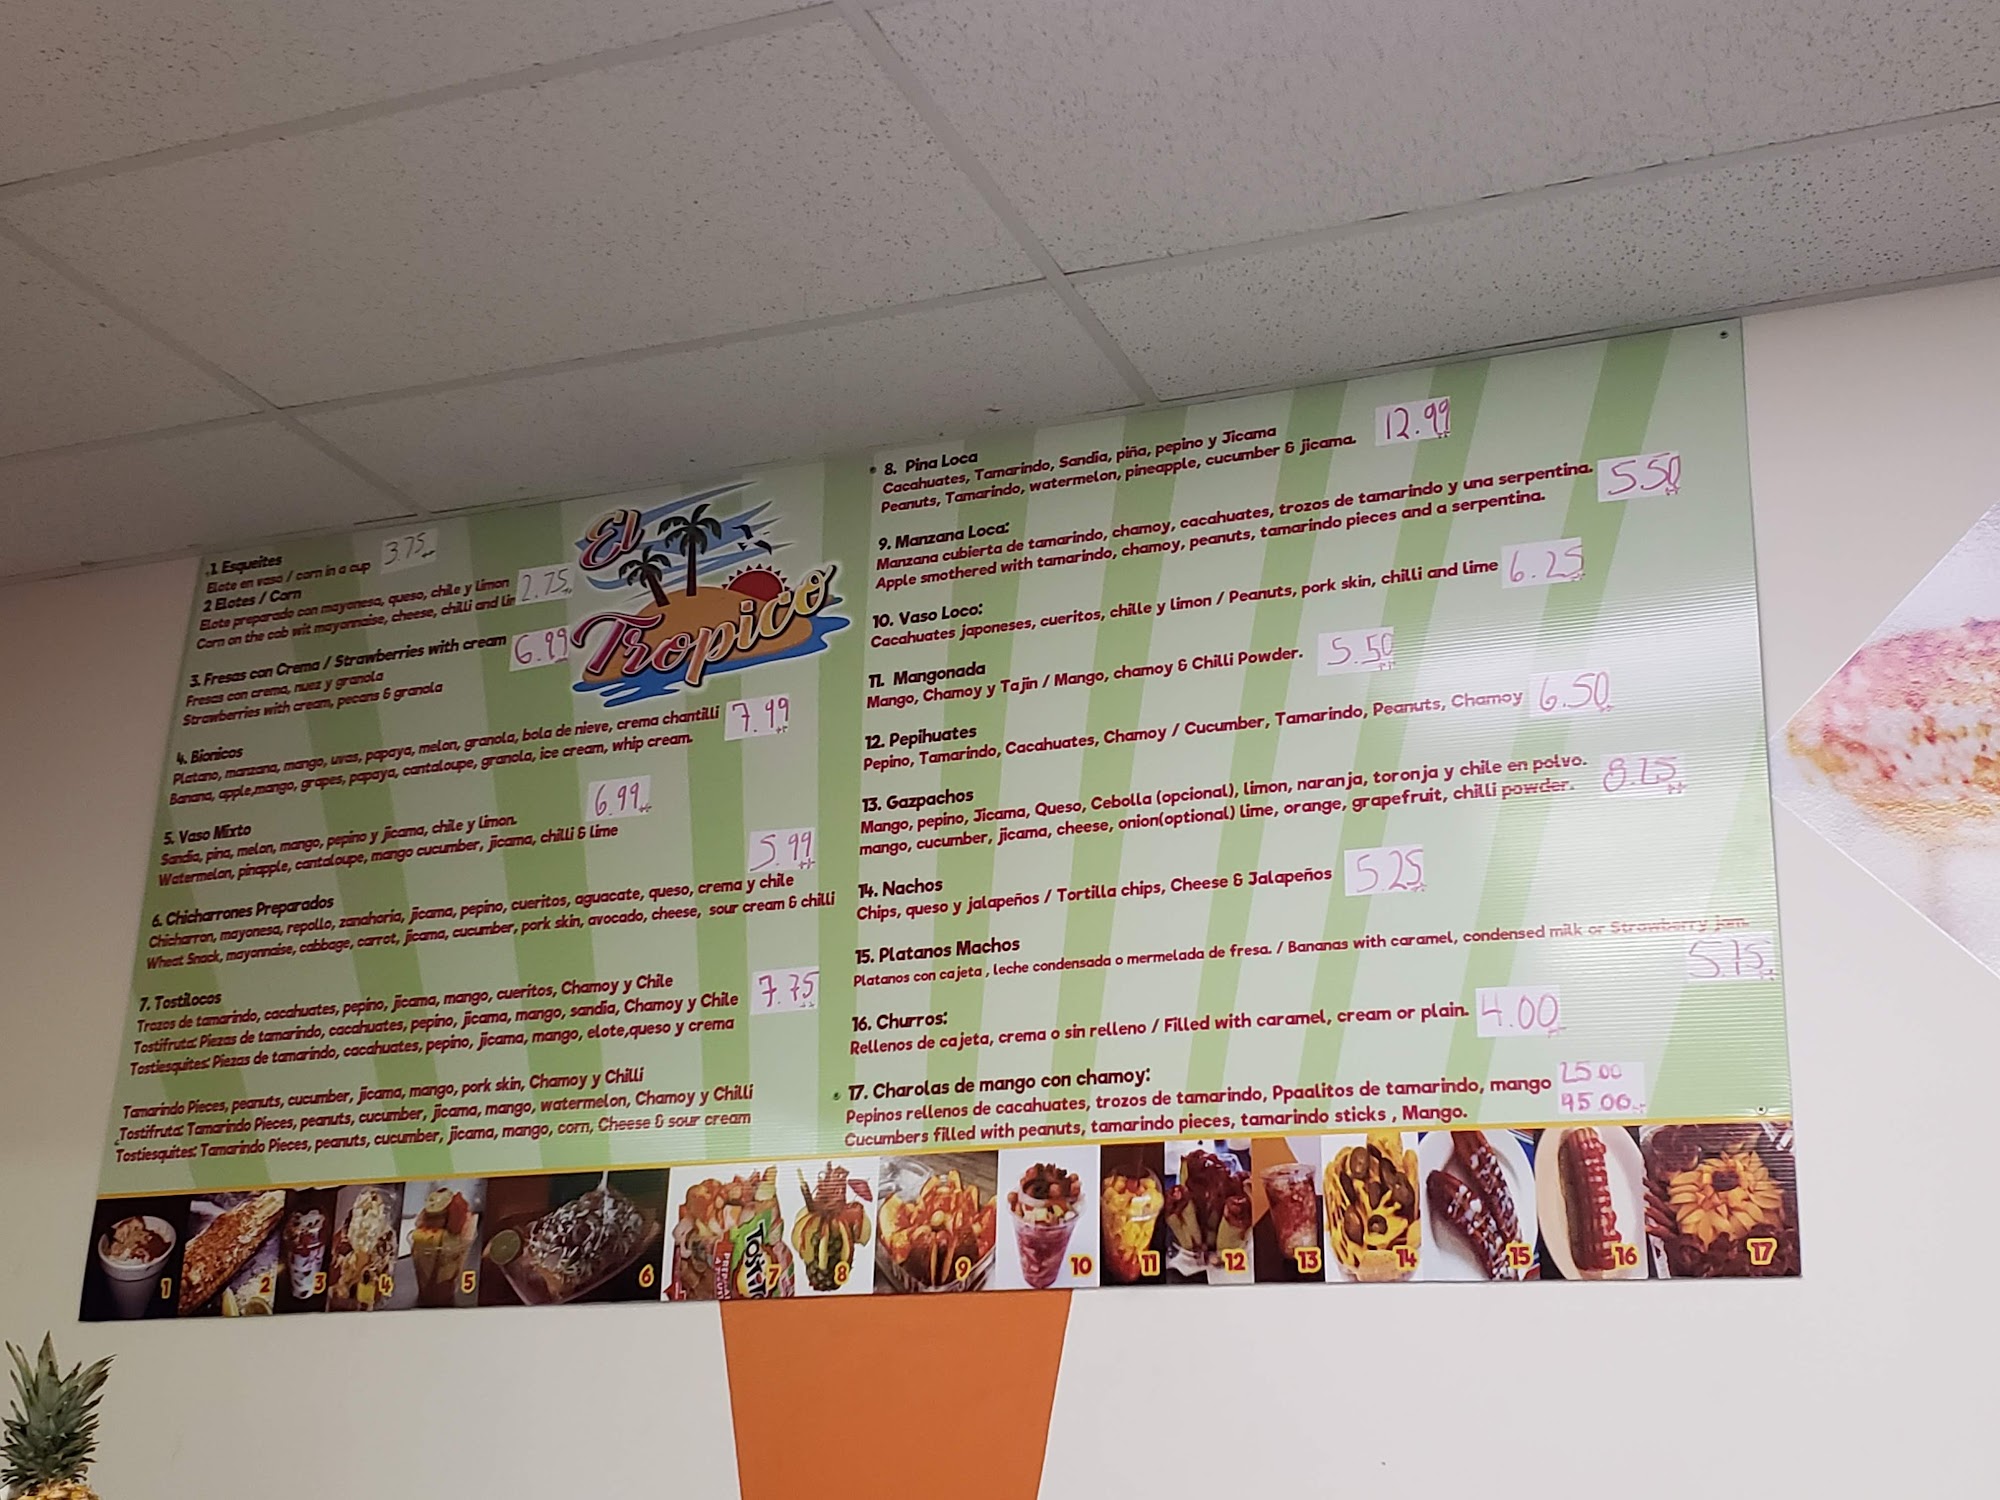 .1 Esqueites
Elote en vaso / corn in a cup 3.75
2 Elotes / Corn
Elote preparado con mayonesa, queso, chile y limon 2.75
Corn on the cob wit mayonnaise, cheese, chilli and
3. Fresas con Crema / Strawberries with cream 6.99
Fresas con crema, nuez y granola
Strawberries with cream, pecans & granola
4. Bionicos
Platano, manzana, mango, uvas, papaya, melon, granola, bola de nieve, crema chantilli 7.99
Banana, apple,mango, grapes, papaya, cantaloupe, granola, ice cream, whip cream.
5. Vaso Mixto 6.99
Sandia, pina, melon, mango, pepino y jicama, chile y limon.
Watermelon, pinapple, cantaloupe, mango cucumber, jicama, chilli & lime
6. Chicharrones Preparados 5.99
Chicharron, mayonesa, repollo, zanahoria, jicama, pepino, cueritos, aguacate, queso, crema y chile
Wheat Snack, mayonnaise, cabbage, carrot, jicama, cucumber, pork skin, avocado, cheese, sour cream & chilli
7. Tostilocos
Trozos de tamarindo, cacahuates, pepino, jicama, mango, cueritos, Chamoy y Chile 7.75
Tostifruta: Piezas de tamarindo, cacahuates, pepino, jicama, mango, sandia, Chamoy y Chile
Tostiesquites: Piezas de tamarindo, cacahuates, pepino, jicama, mango, elote,queso y crema
Tamarindo Pieces, peanuts, cucumber, jicama, mango, pork skin, Chamoy y Chilli
Tostifruta: Tamarindo Pieces, peanuts, cucumber, jicama, mango, watermelon, Chamoy y Chilli
Tostiesquites: Tamarindo Pieces, peanuts, cucumber, jicama, mango, corn, Cheese & sour cream
El
Tropico
8. Pina Loca
Cacahuates, Tamarindo, Sandia, piña, pepino y Jicama 12.99
Peanuts, Tamarindo, watermelon, pineapple, cucumber & jicama.
9. Manzana Loca:
Manzana cubierta de tamarindo, chamoy, cacahuates, trozos de tamarindo y una serpentina. 5.50
Apple smothered with tamarindo, chamoy, peanuts, tamarindo pieces and a serpentina.
10. Vaso Loco:
Cacahuates japoneses, cueritos, chille y limon / Peanuts, pork skin, chilli and lime 6.25
11. Mangonada
Mango, Chamoy y Tajin / Mango, chamoy & Chilli Powder. 5.50
12. Pepihuates
Pepino, Tamarindo, Cacahuates, Chamoy / Cucumber, Tamarindo, Peanuts, Chamoy 6.50
13. Gazpachos
Mango, pepino, Jicama, Queso, Cebolla (opcional), limon, naranja, toronja y chile en polvo. 8.25
mango, cucumber, jicama, cheese, onion(optional) lime, orange, grapefruit, chilli powder.
14. Nachos
Chips, queso y jalapeños / Tortilla chips, Cheese & Jalapeños 5.25
15. Platanos Machos
Platanos con cajeta , leche condensada o mermelada de fresa. / Bananas with caramel, condensed milk or Strawberry jam.
5.75
16. Churros:
Rellenos de cajeta, crema o sin relleno / Filled with caramel, cream or plain. 4.00
17. Charolas de mango con chamoy:
Pepinos rellenos de cacahuates, trozos de tamarindo, Ppaalitos de tamarindo, mango 25.00
Cucumbers filled with peanuts, tamarindo pieces, tamarindo sticks , Mango. 45.00
1 2 3 4 5 6 7 8 9 10 11 12 13 14 15 16 17